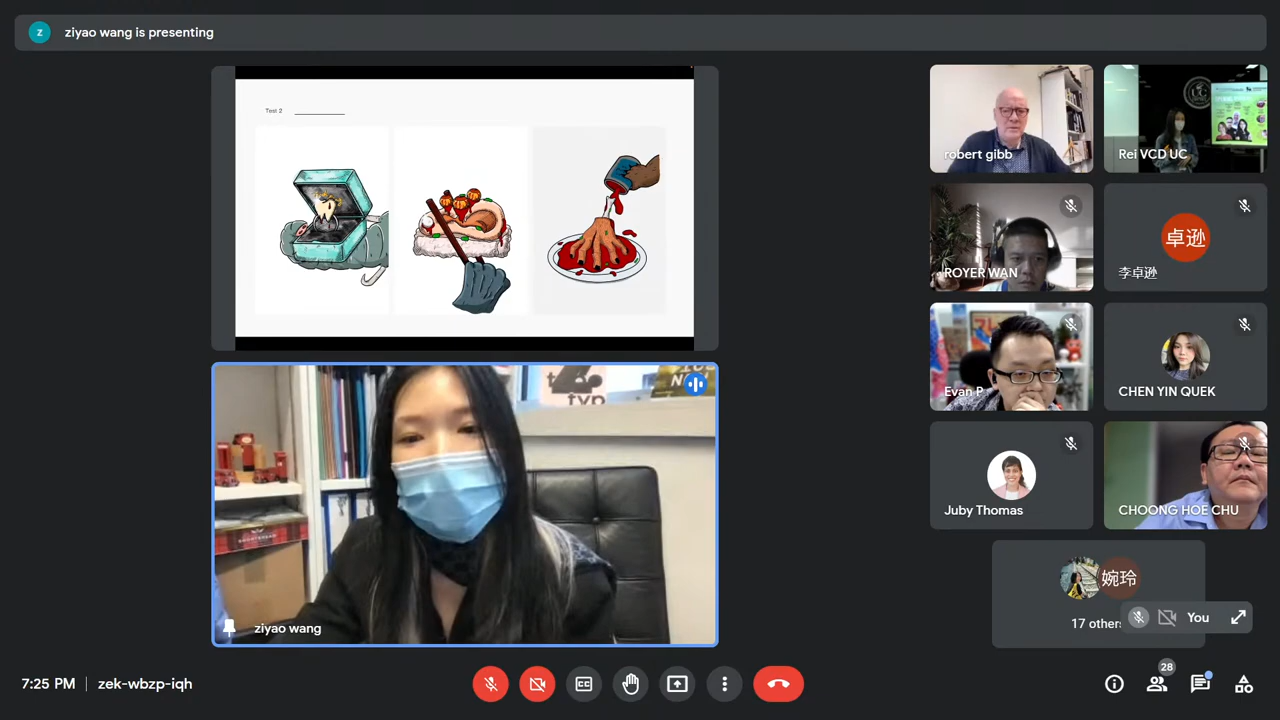 z
ziyao wang is presenting
Test 2
ziyao wang
robert gibb
Rei VCD UC
ROYER WAN
卓逊
李卓逊
Evan P
CHEN YIN QUEK
Juby Thomas
CHOONG HOE CHU
婉玲
17 others
You
7:25 PM
zek-wbzp-iqh
28